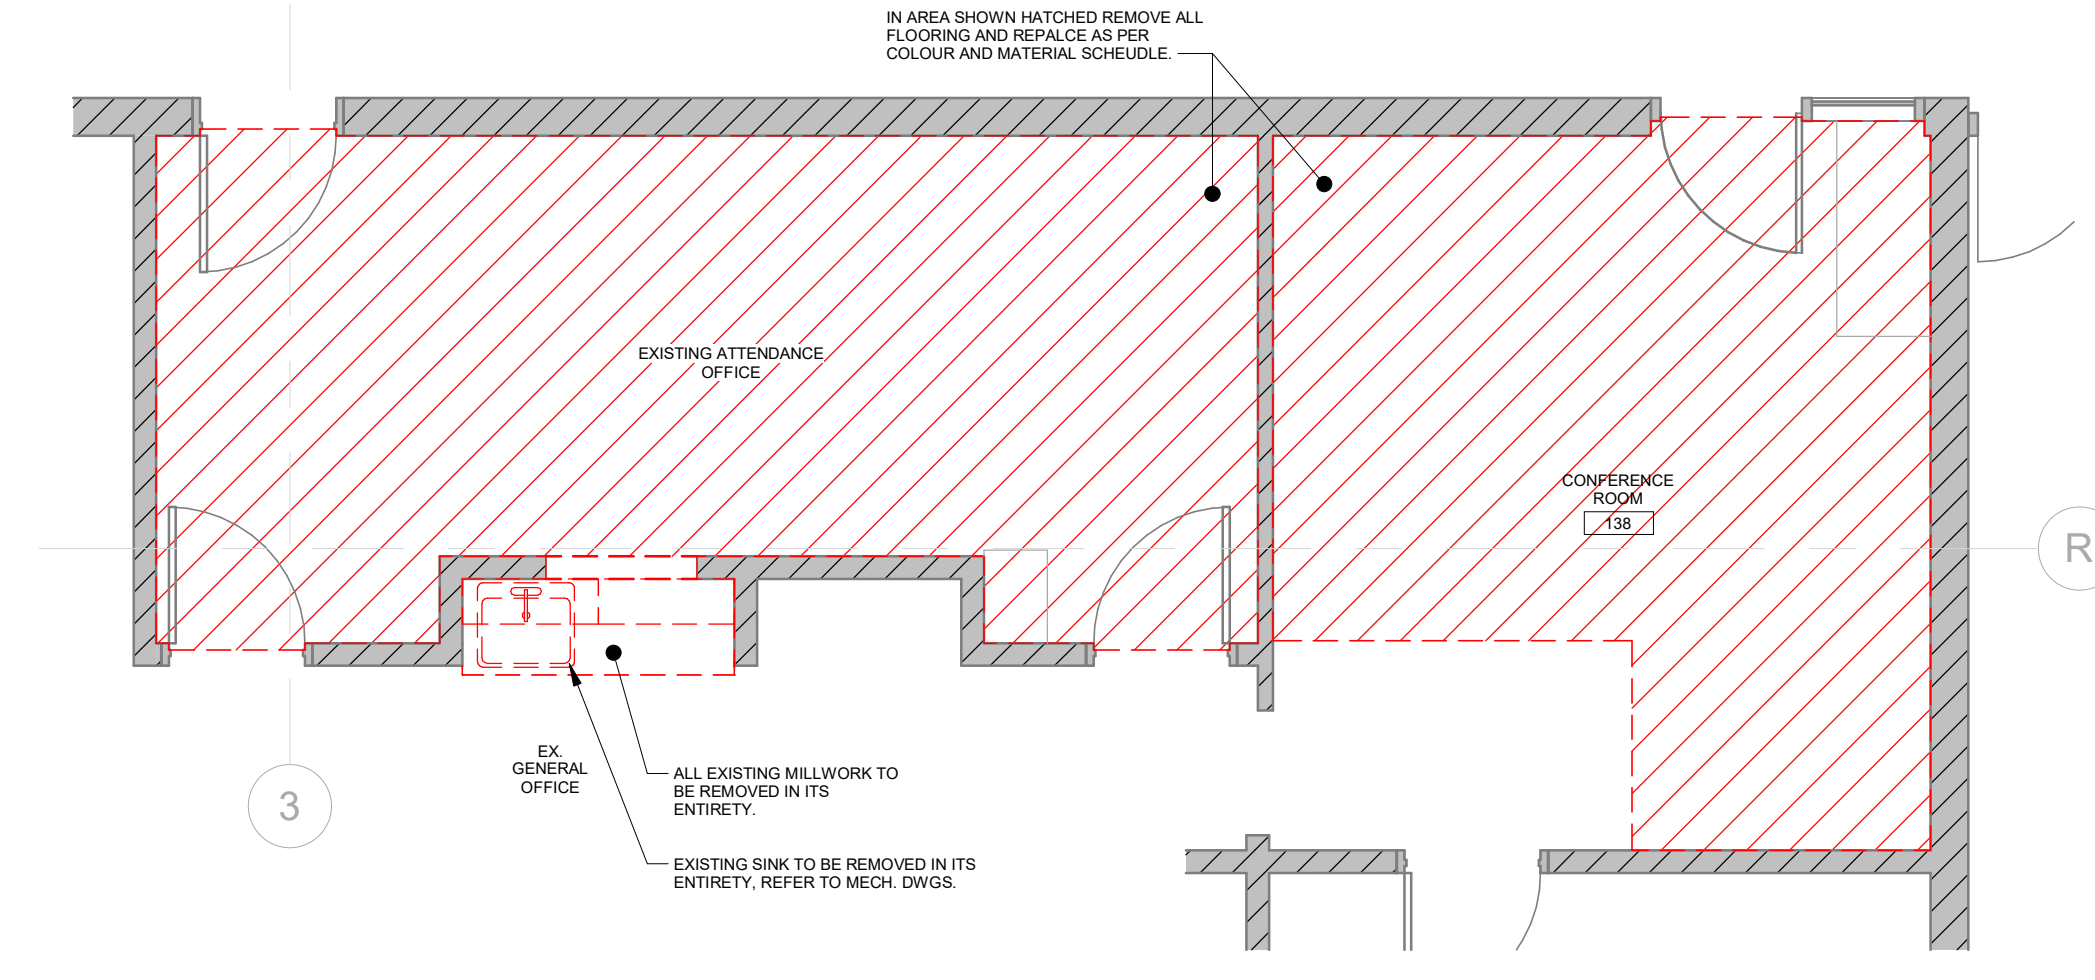 IN AREA SHOWN HATCHED REMOVE ALL
FLOORING AND REPALCE AS PER
COLOUR AND MATERIAL SCHEUDLE.
EXISTING ATTENDANCE
OFFICE
CONFERENCE
ROOM
138
R
EX.
GENERAL
OFFICE
ALL EXISTING MILLWORK TO
BE REMOVED IN ITS
ENTIRETY.
3
EXISTING SINK TO BE REMOVED IN ITS
ENTIRETY, REFER TO MECH. DWGS.